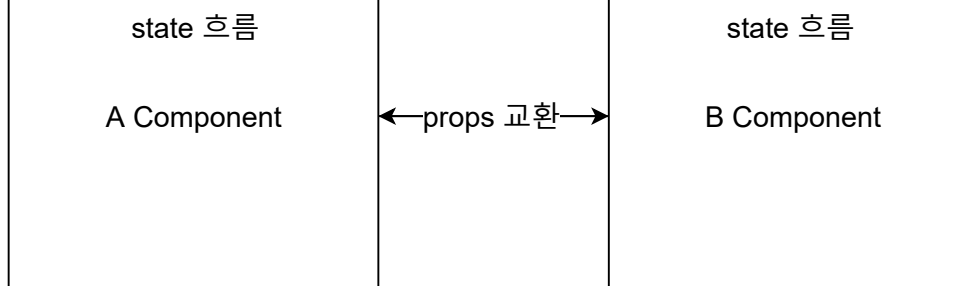 state 흐름
state 흐름
A Component
props 교환
B Component